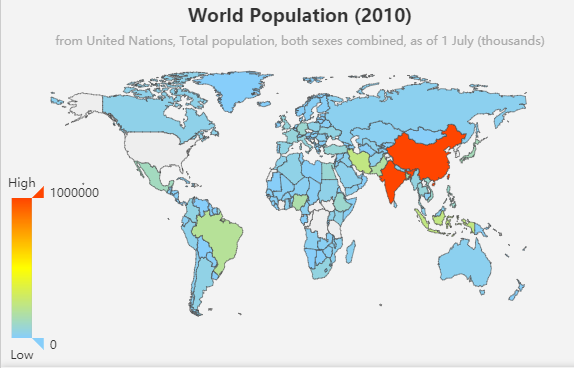 World Population (2010)
from United Nations, Total population, both sexes combined, as of 1 July (thousands)
High
1000000
0
Low